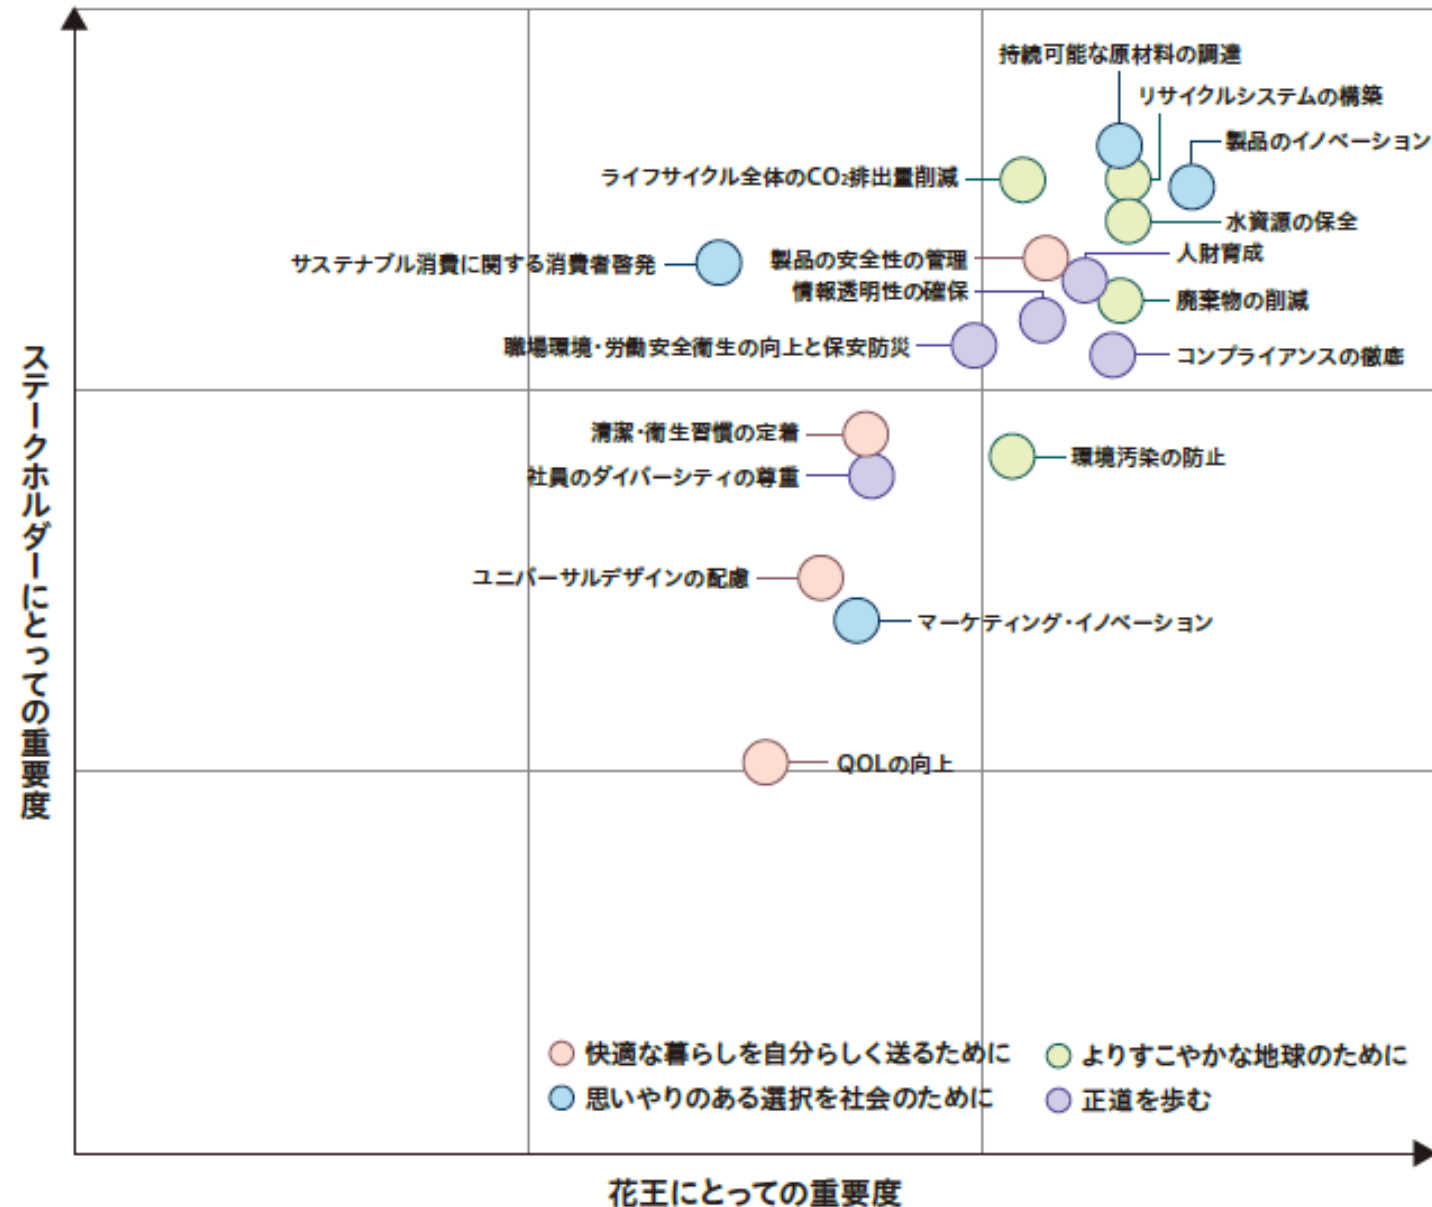 持続可能な原材料の調達
リサイクルシステムの構築
製品のイノベーション
ライフサイクル全体のCO₂排出量削減
水資源の保全
人財育成
製品の安全性の管理
サステナブル消費に関する消費者啓発
情報透明性の確保
廃棄物の削減
職場環境・労働安全衛生の向上と保安防災
コンプライアンスの徹底
清潔・衛生習慣の定着
環境汚染の防止
社員のダイバーシティの尊重
ユニバーサルデザインの配慮
マーケティング・イノベーション
QOLの向上
ステークホルダーにとっての重要度
快適な暮らしを自分らしく送るために
よりすこやかな地球のために
思いやりのある選択を社会のために
正道を歩む
花王にとっての重要度